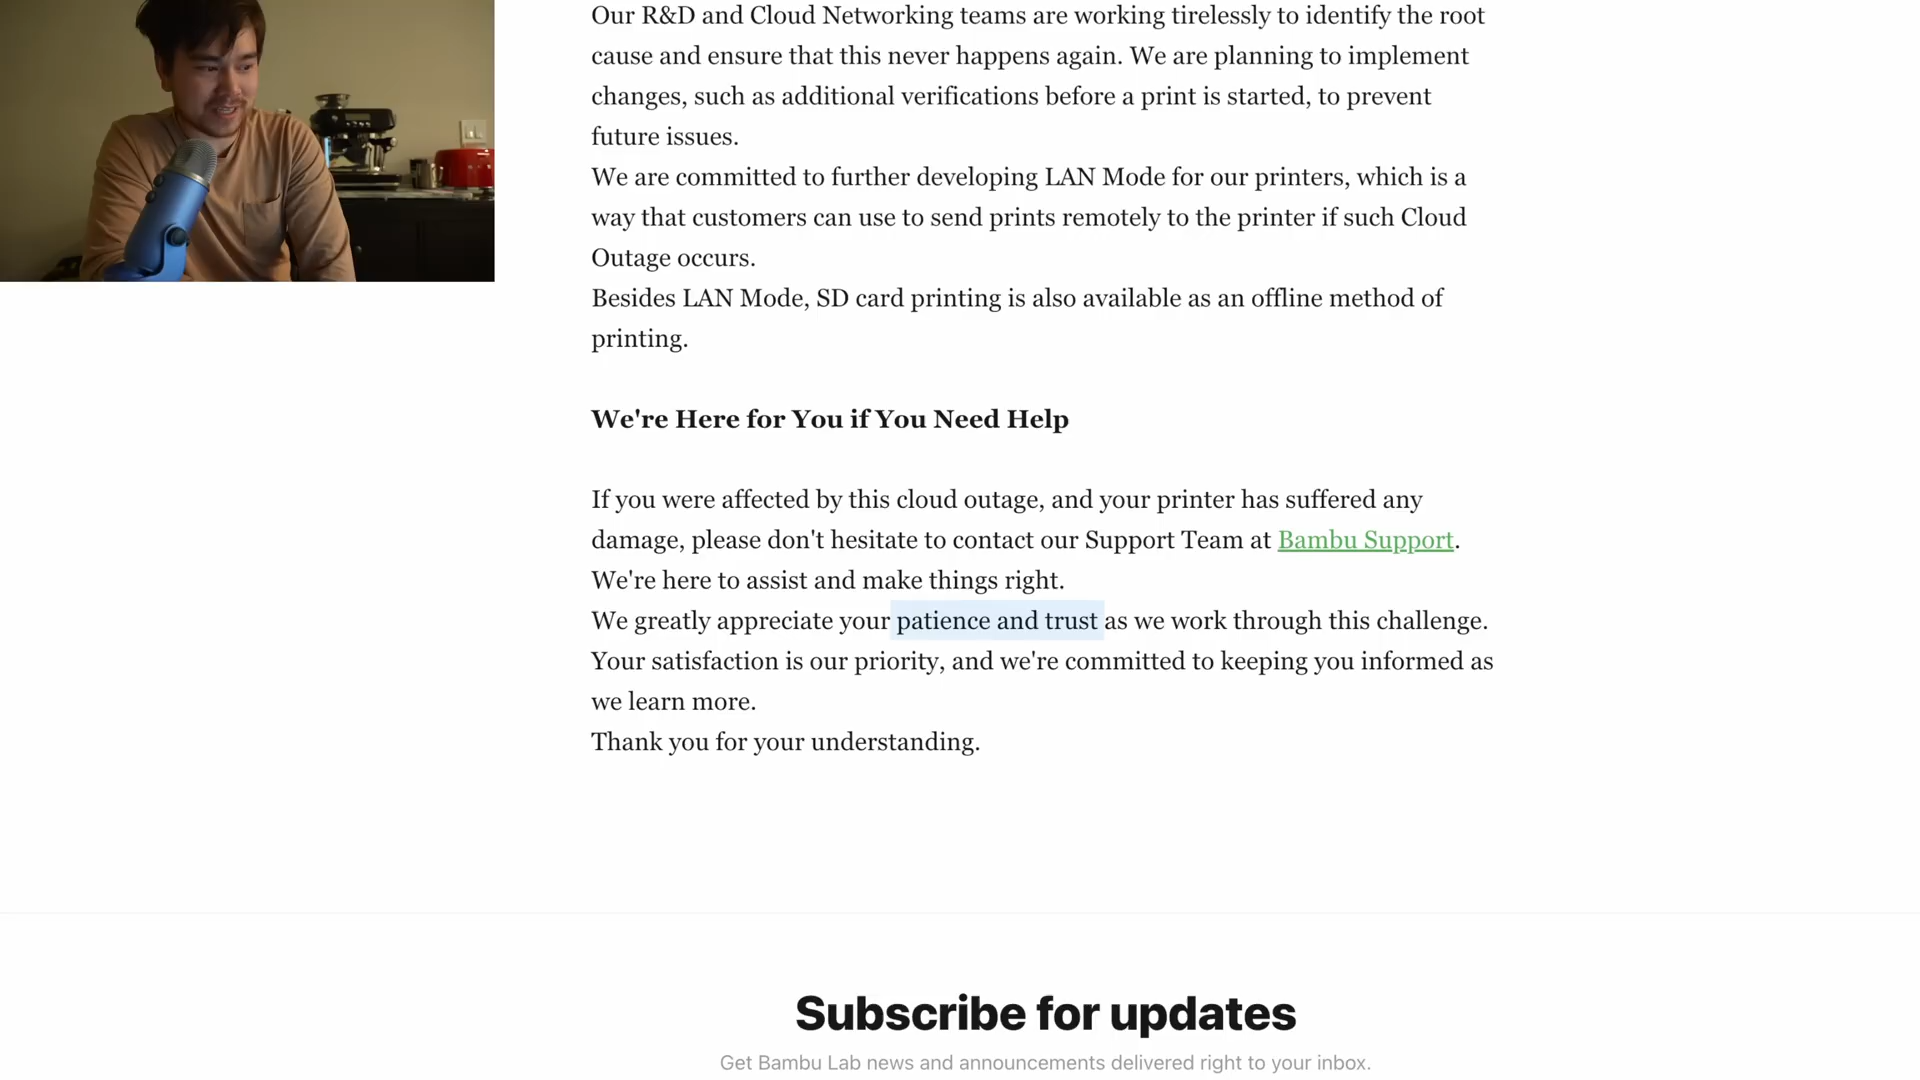 Our R&D and Cloud Networking teams are working tirelessly to identify the root
cause and ensure that this never happens again. We are planning to implement
changes, such as additional verifications before a print is started, to prevent
future issues.
We are committed to further developing LAN Mode for our printers, which is a
way that customers can use to send prints remotely to the printer if such Cloud
Outage occurs.
Besides LAN Mode, SD card printing is also available as an offline method of
printing.
We're Here for You if You Need Help
If you were affected by this cloud outage, and your printer has suffered any
damage, please don't hesitate to contact our Support Team at Bambu Support.
We're here to assist and make things right.
We greatly appreciate your patience and trust as we work through this challenge.
Your satisfaction is our priority, and we're committed to keeping you informed as
we learn more.
Thank you for your understanding.
Subscribe for updates
Get Bambu Lab news and announcements delivered right to your inbox.